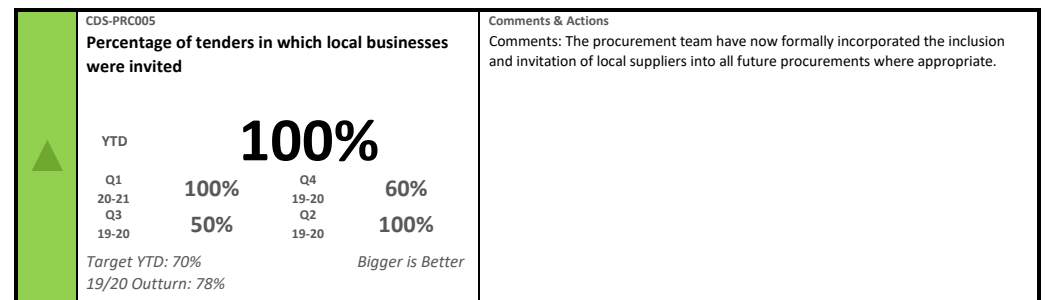 CDS-PRC005
Percentage of tenders in which local businesses
were invited
YTD 100%
Q1 20-21 100% Q4 19-20 60%
Q3 19-20 50% Q2 19-20 100%
Target YTD: 70% Bigger is Better
19/20 Outturn: 78%
Comments & Actions
Comments: The procurement team have now formally incorporated the inclusion
and invitation of local suppliers into all future procurements where appropriate.